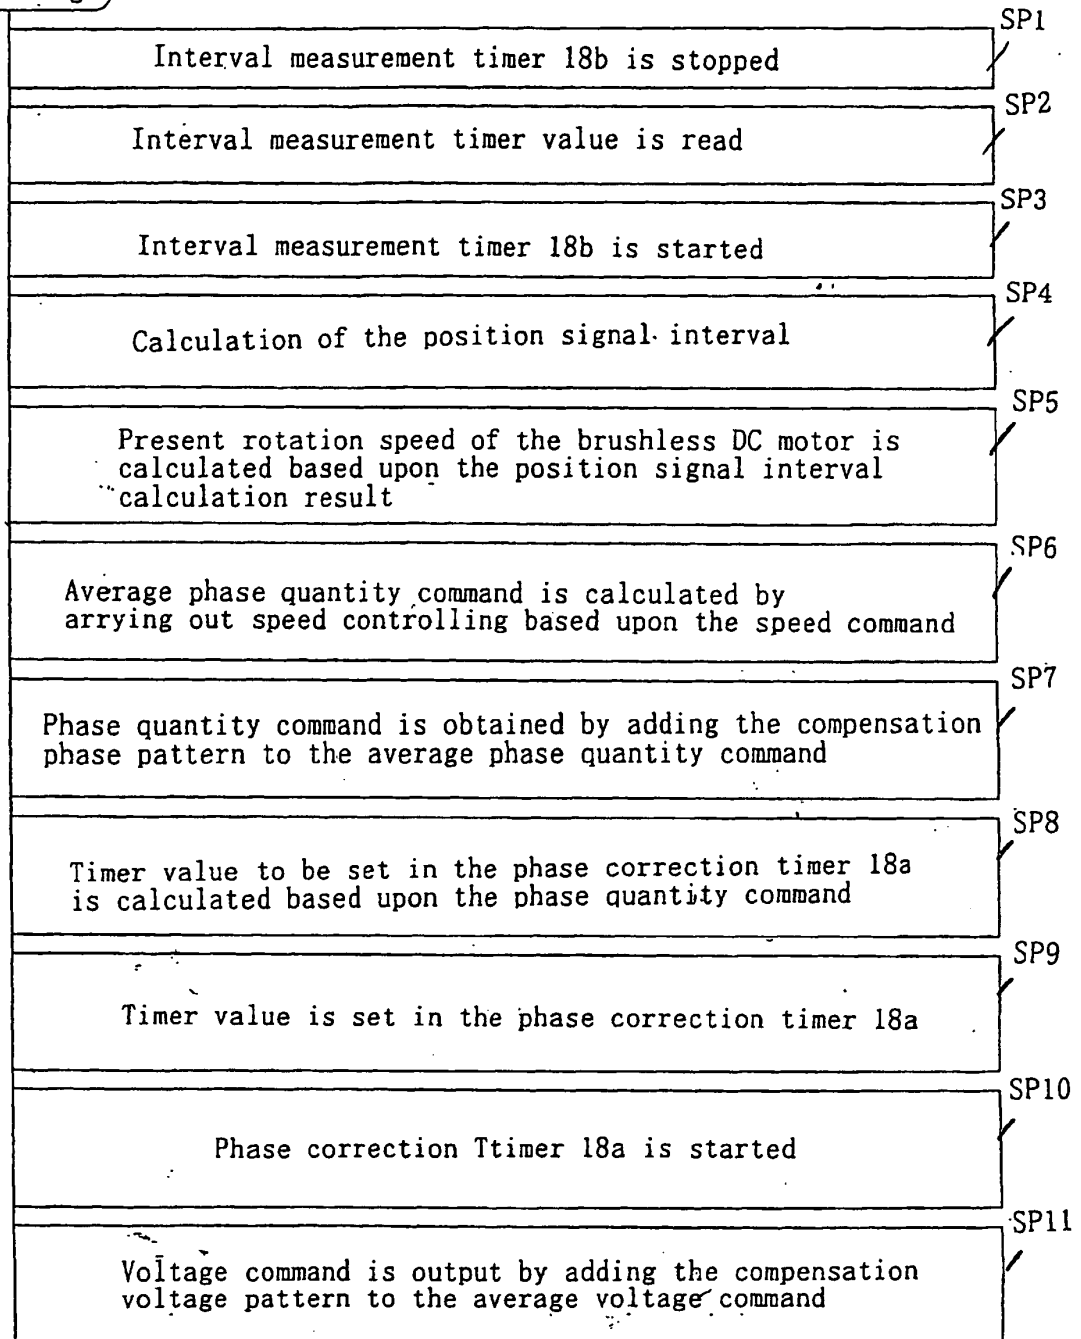 SP1
Interval measurement timer 18b is stopped
SP2
Interval measurement timer value is read
SP3
Interval measurement timer 18b is started
SP4
Calculation of the position signal interval
SP5
Present rotation speed of the brushless DC motor is
calculated based upon the position signal interval
calculation result
SP6
Average phase quantity command is calculated by
arrying out speed controlling based upon the speed command
SP7
Phase quantity command is obtained by adding the compensation
phase pattern to the average phase quantity command
SP8
Timer value to be set in the phase correction timer 18a
is calculated based upon the phase quantity command
SP9
Timer value is set in the phase correction timer 18a
SP10
Phase correction Ttimer 18a is started
SP11
Voltage command is output by adding the compensation
voltage pattern to the average voltage command